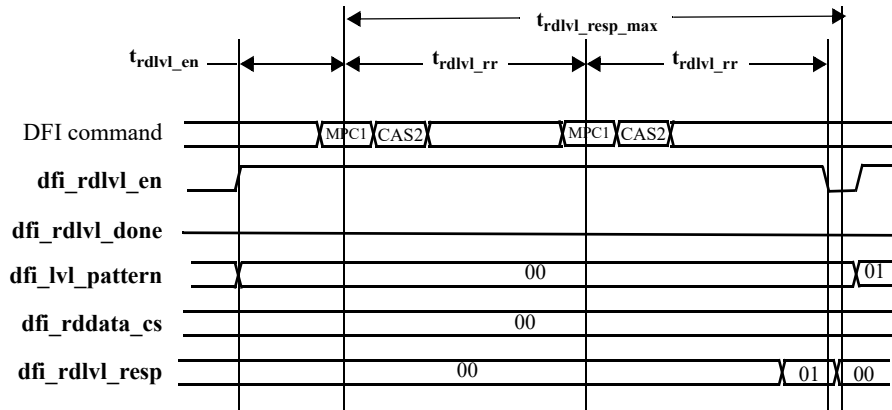 trdlvl_resp_max
trdlvl_en trdlvl_rr trdlvl_rr
DFI command MPC1 CAS2 MPC1 CAS2
dfi_rdlvl_en
dfi_rdlvl_done
dfi_lvl_pattern 00 01
dfi_rddata_cs 00
dfi_rdlvl_resp 00 01 00